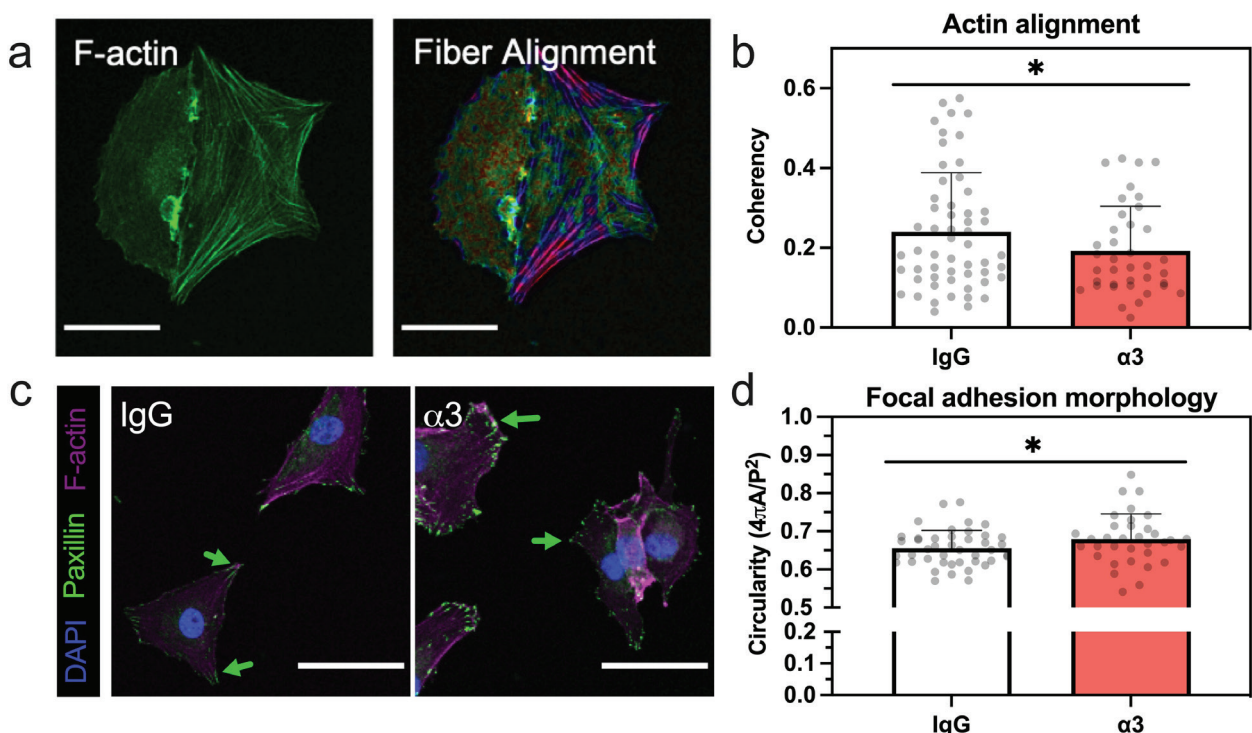 a
F-actin
Fiber Alignment
b
Actin alignment
*
Coherency
0.6
0.4
0.2
0.0
IgG
α3
c
DAPI Paxillin F-actin
IgG
α3
d
Focal adhesion morphology
*
Circularity (4πA/P²)
1.0
0.9
0.8
0.7
0.6
0.5
0.2
0.1
0.0
IgG
α3